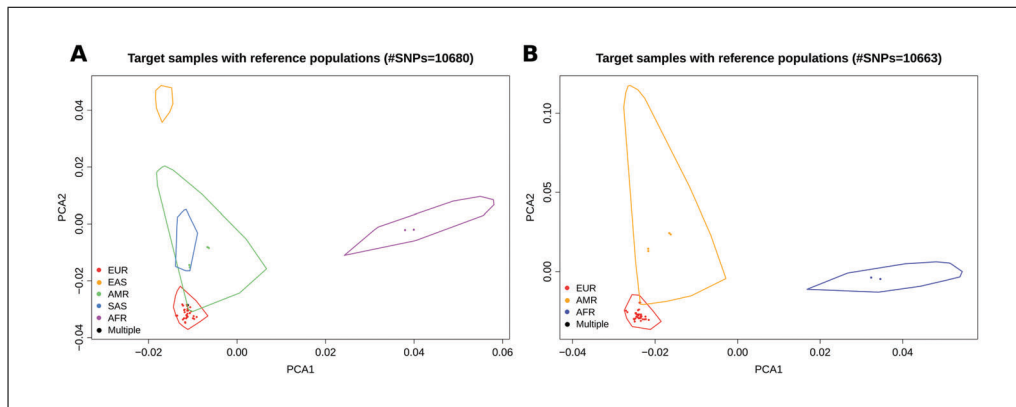 A
Target samples with reference populations (#SNPs=10680)
PCA2
0.04
0.02
0.00
−0.02
−0.04
EUR
EAS
AMR
SAS
AFR
Multiple
−0.02
0.00
0.02
0.04
0.06
PCA1
B
Target samples with reference populations (#SNPs=10663)
PCA2
0.10
0.05
0.00
EUR
AMR
AFR
Multiple
−0.04
−0.02
0.00
0.02
0.04
PCA1